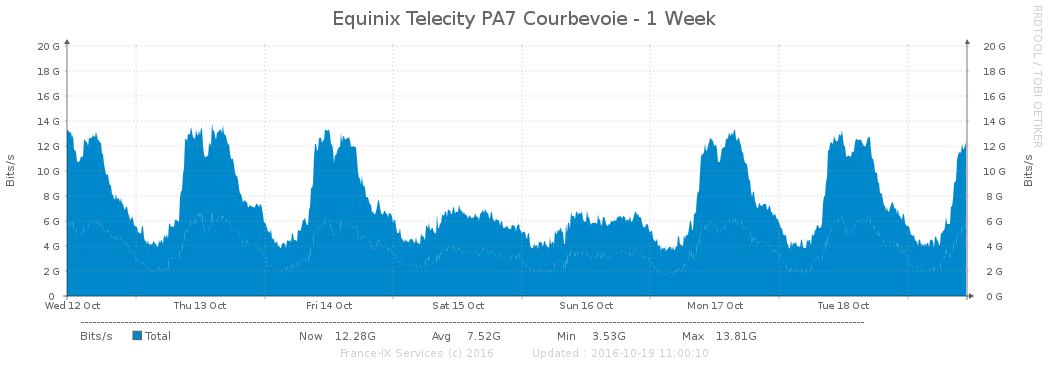 Equinix Telecity PA7 Courbevoie - 1 Week
RRDTOOL / TOBI OETIKER
Bits/s
20 G 20 G
18 G 18 G
16 G 16 G
14 G 14 G
12 G 12 G
10 G 10 G
8 G 8 G
6 G 6 G
4 G 4 G
2 G 2 G
0 0 G
Bits/s
Wed 12 Oct Thu 13 Oct Fri 14 Oct Sat 15 Oct Sun 16 Oct Mon 17 Oct Tue 18 Oct
Bits/s Total Now 12.28G Avg 7.52G Min 3.53G Max 13.81G
France-IX Services (c) 2016 Updated : 2016-10-19 11:00:10